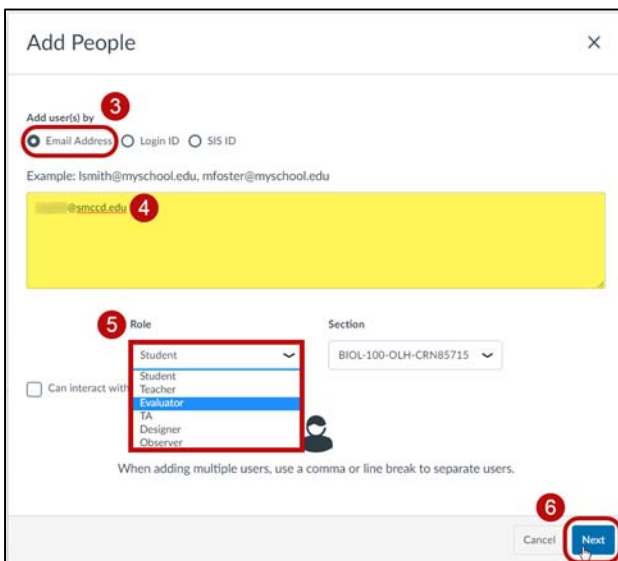 Add People
3
Add user(s) by
Email Address Login ID SIS ID
Example: lsmith@myschool.edu, mfoster@myschool.edu
@smccd.edu 4
5 Role Section
Student BIOL-100-OLH-CRN85715
Student
Can interact with Teacher
Evaluator
TA
Designer
Observer
When adding multiple users, use a comma or line break to separate users.
6
Cancel Next